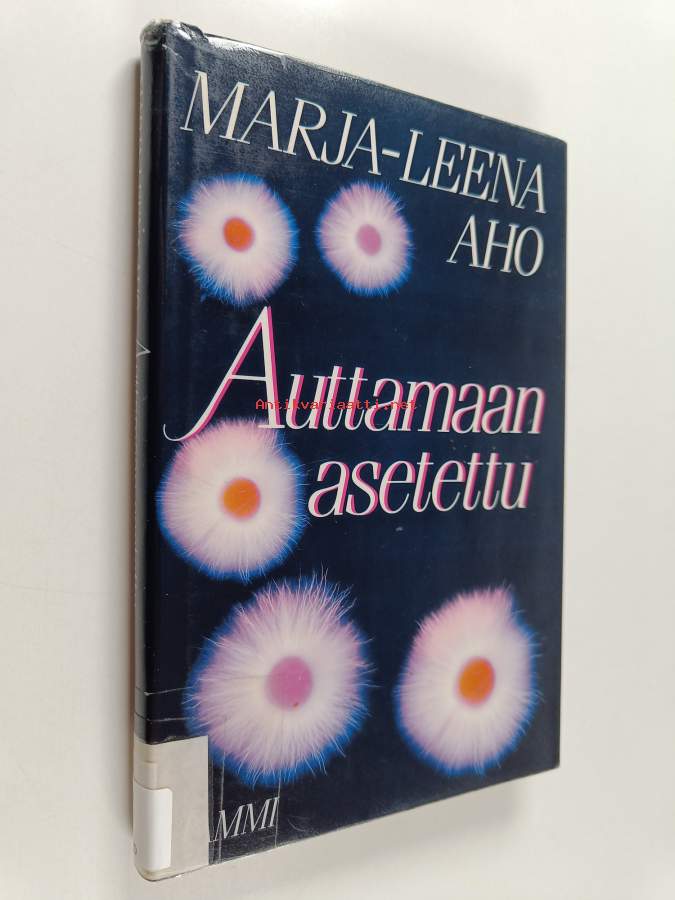 MARJA-LEENA
AHO
Auttamaan
Antikvariaatti.net
asetettu
MMI